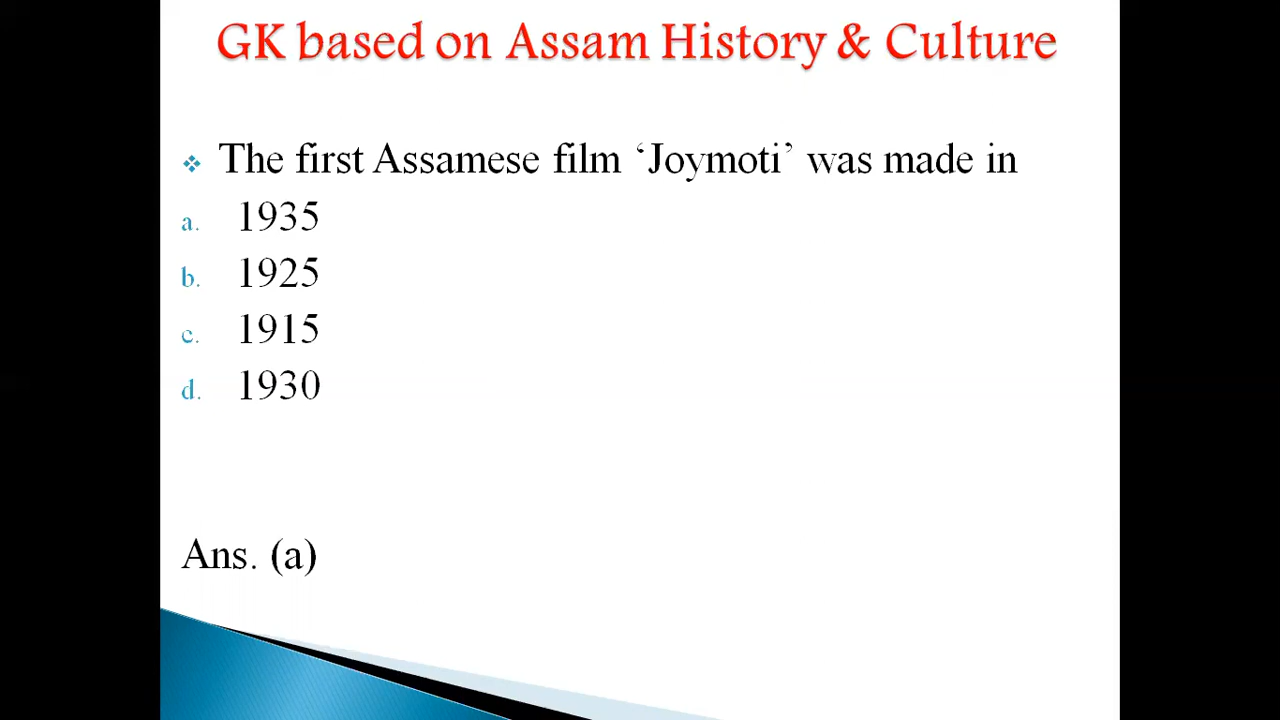 GK based on Assam History & Culture
❖ The first Assamese film ‘Joymoti’ was made in
a. 1935
b. 1925
c. 1915
d. 1930
Ans. (a)